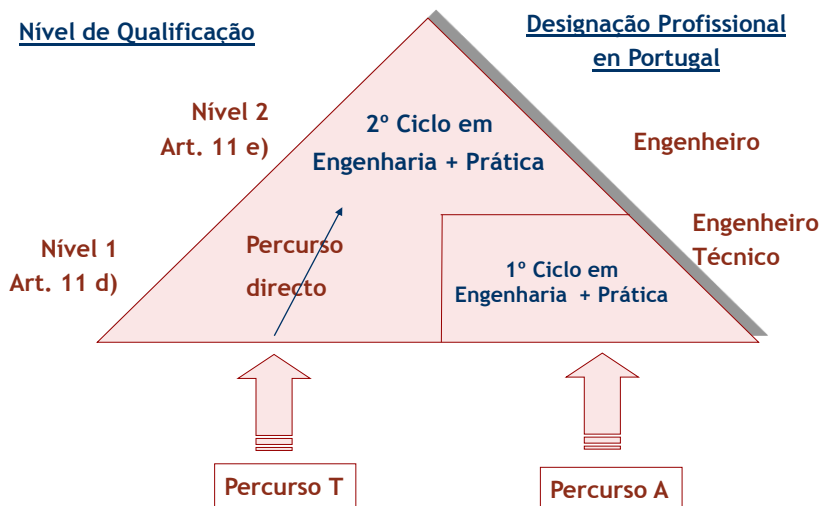 Nível de Qualificação
Designação Profissional
en Portugal
Nível 2
Art. 11 e)
2º Ciclo em
Engenharia + Prática
Engenheiro
Nível 1
Art. 11 d)
Percurso
directo
1º Ciclo em
Engenharia + Prática
Engenheiro
Técnico
Percurso T
Percurso A